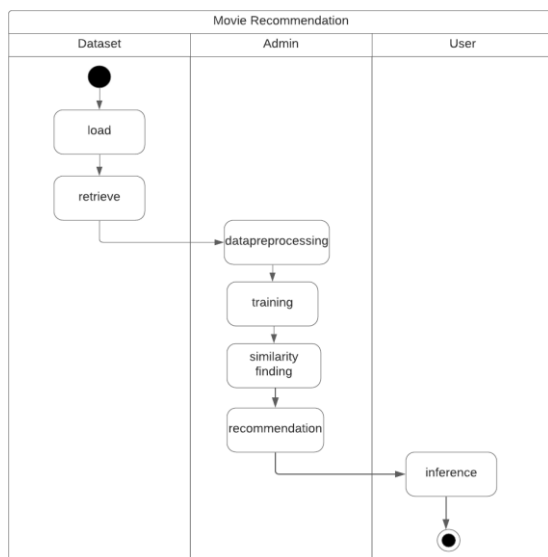 Movie Recommendation
Dataset
Admin
User
load
retrieve
datapreprocessing
training
similarity
finding
recommendation
inference